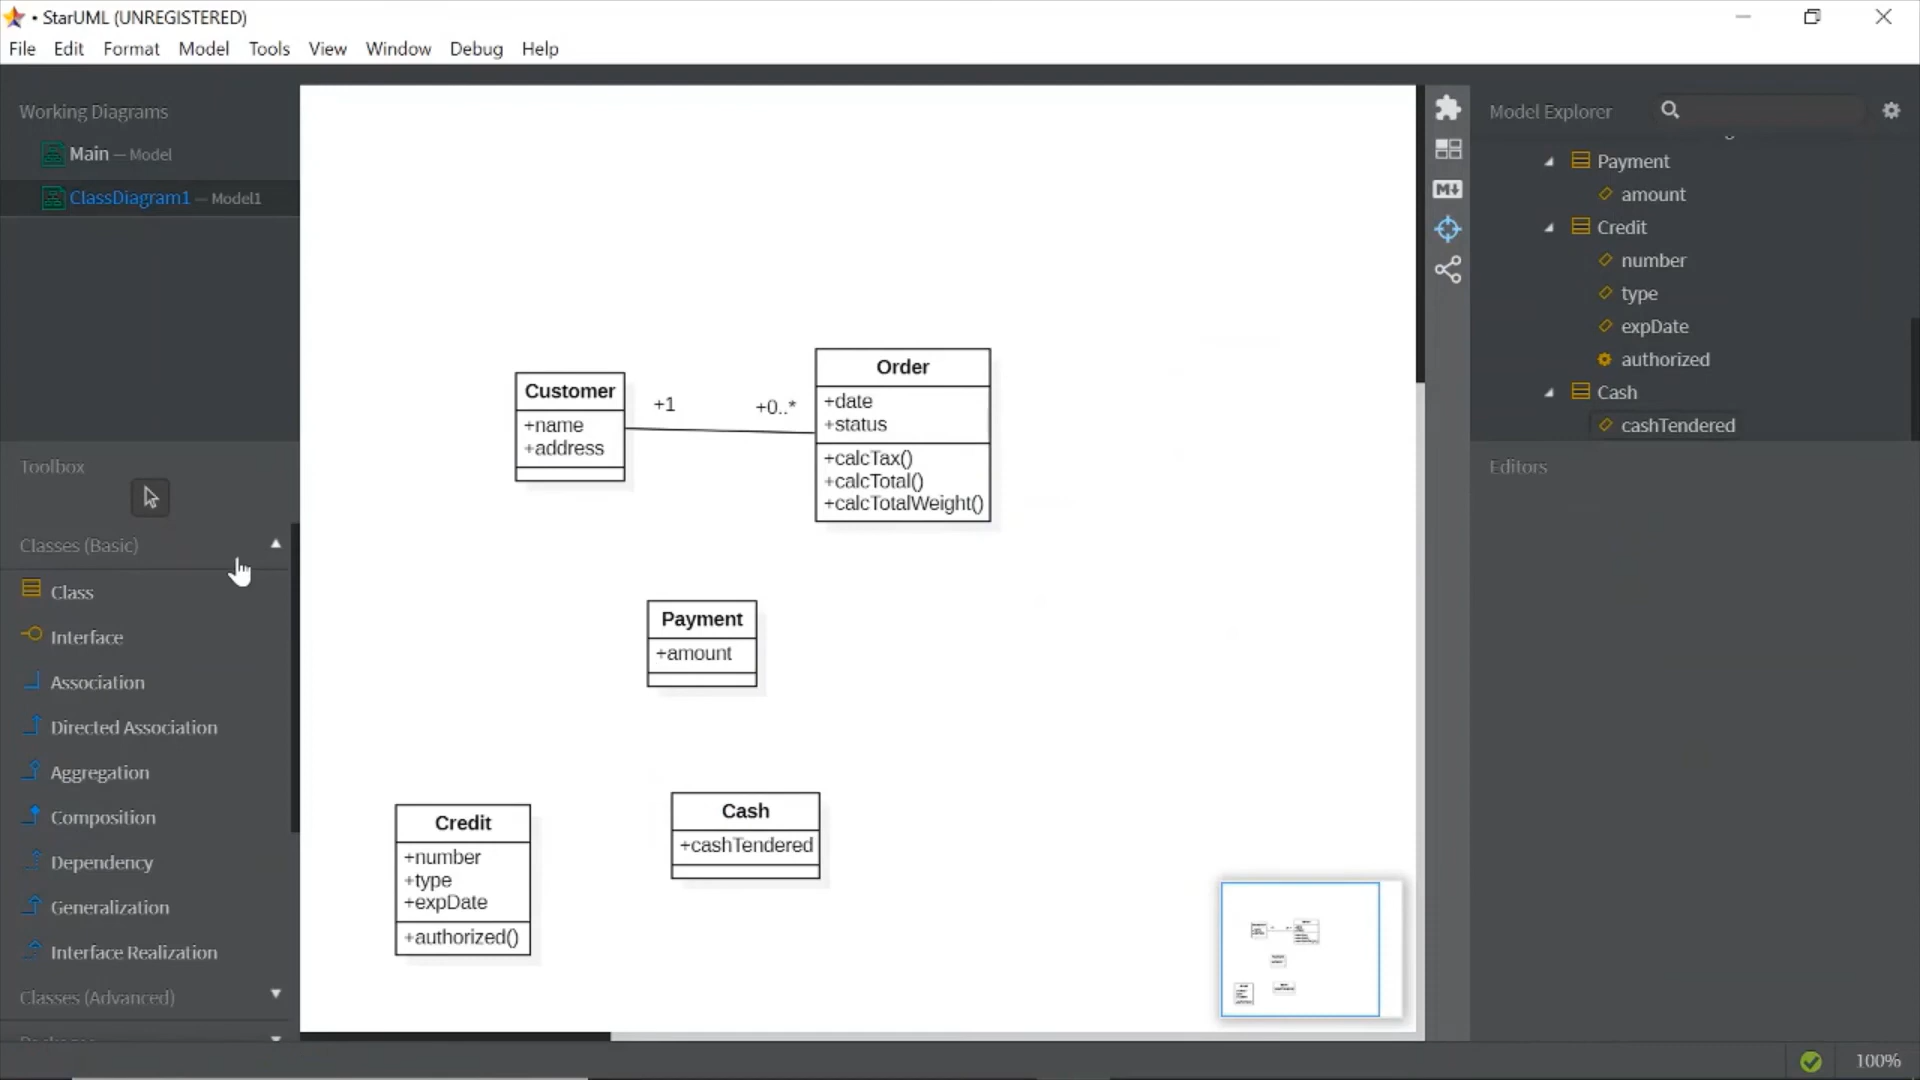 • StarUML (UNREGISTERED)
File Edit Format Model Tools View Window Debug Help
Working Diagrams
Main — Model
ClassDiagram1 — Model1
Toolbox
Classes (Basic)
Class
Interface
Association
Directed Association
Aggregation
Composition
Dependency
Generalization
Interface Realization
Classes (Advanced)
Customer
+name
+address
+1
+0..*
Order
+date
+status
+calcTax()
+calcTotal()
+calcTotalWeight()
Payment
+amount
Credit
+number
+type
+expDate
+authorized()
Cash
+cashTendered
M
Model Explorer
Payment
amount
Credit
number
type
expDate
authorized
Cash
cashTendered
Editors
100%